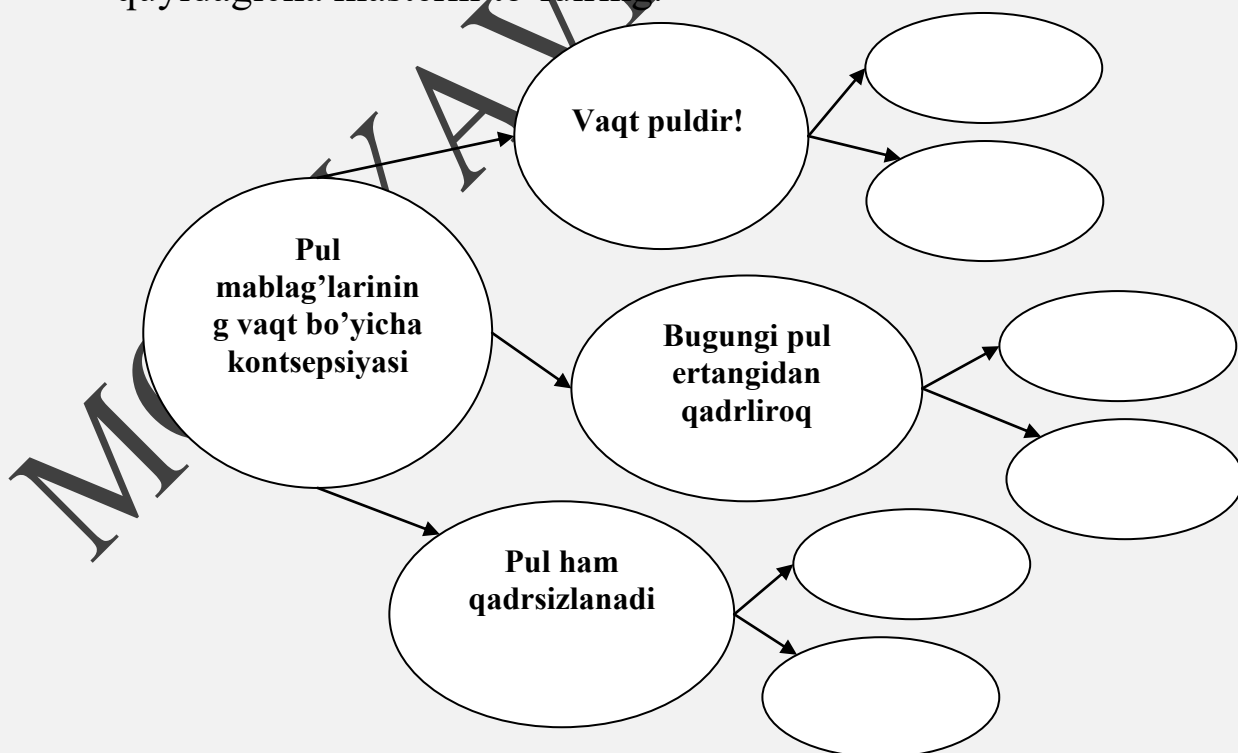 Vaqt puldir!
Pul
mablag’larinin
g vaqt bo’yicha
kontsepsiyasi
Bugungi pul
ertangidan
qadrliroq
Pul ham
qadrsizlanadi